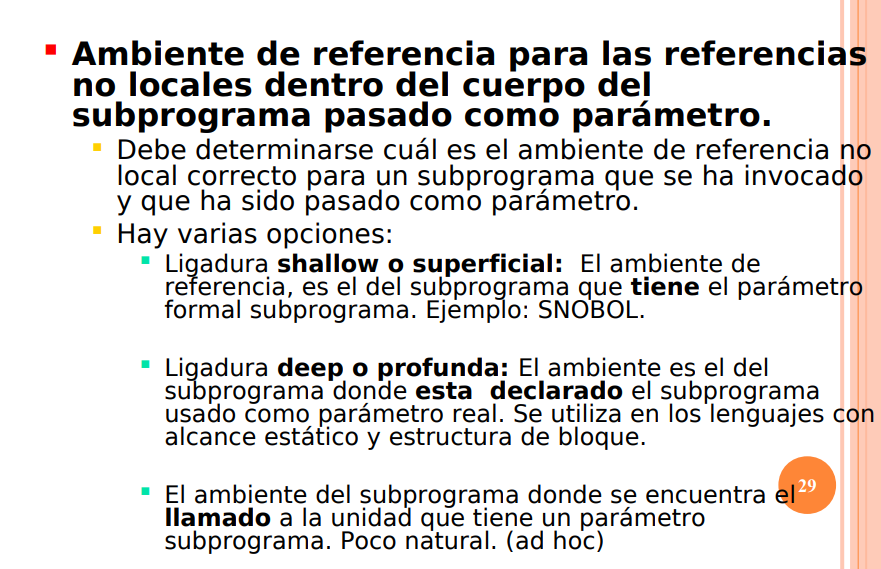 Ambiente de referencia para las referencias
no locales dentro del cuerpo del
subprograma pasado como parámetro.
Debe determinarse cuál es el ambiente de referencia no
local correcto para un subprograma que se ha invocado
y que ha sido pasado como parámetro.
Hay varias opciones:
Ligadura shallow o superficial:  El ambiente de
referencia, es el del subprograma que tiene el parámetro
formal subprograma. Ejemplo: SNOBOL.
Ligadura deep o profunda: El ambiente es el del
subprograma donde esta  declarado el subprograma
usado como parámetro real. Se utiliza en los lenguajes con
alcance estático y estructura de bloque.
El ambiente del subprograma donde se encuentra el
llamado a la unidad que tiene un parámetro
subprograma. Poco natural. (ad hoc)
29